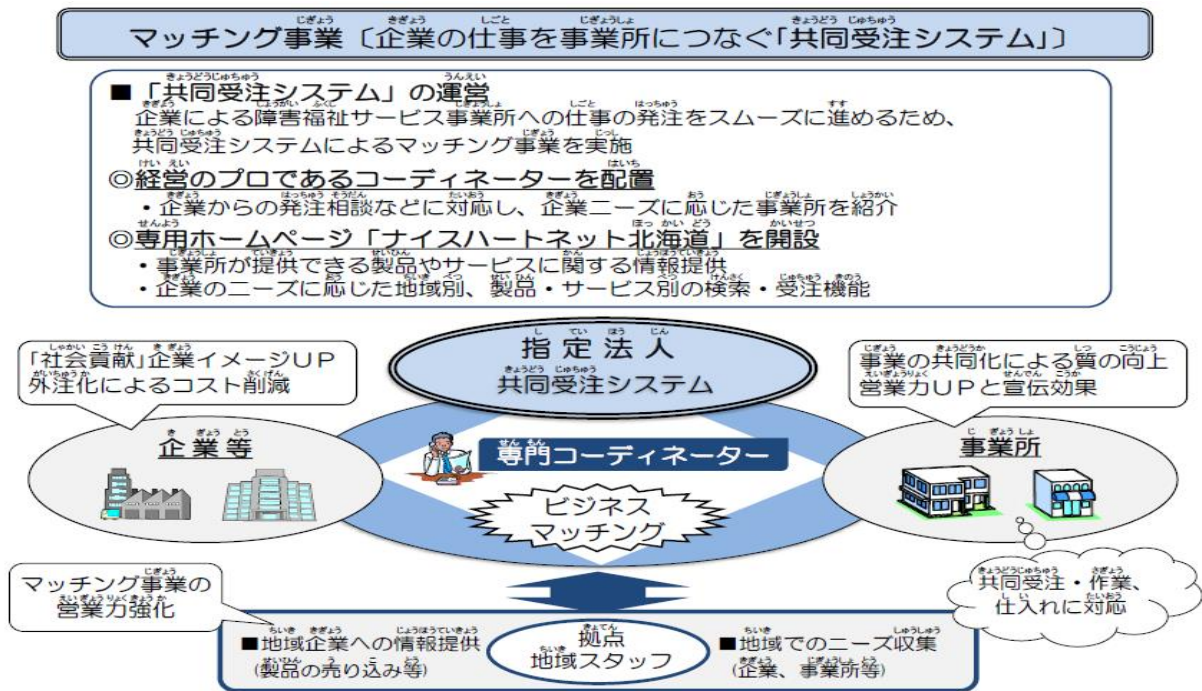 マッチング事業〔企業の仕事を事業所につなぐ「共同受注システム」〕
■「共同受注システム」の運営
企業による障害福祉サービス事業所への仕事の発注をスムーズに進めるため、
共同受注システムによるマッチング事業を実施
◎経営のプロであるコーディネーターを配置
・企業からの発注相談などに対応し、企業ニーズに応じた事業所を紹介
◎専用ホームページ「ナイスハートネット北海道」を開設
・事業所が提供できる製品やサービスに関する情報提供
・企業のニーズに応じた地域別、製品・サービス別の検索・受注機能
指定法人
共同受注システム
「社会貢献」企業イメージUP
外注化によるコスト削減
事業の共同化による質の向上
営業力UPと宣伝効果
企業等
専門コーディネーター
事業所
ビジネス
マッチング
マッチング事業の
営業力強化
共同受注・作業、
仕入れに対応
■地域企業への情報提供
(製品の売り込み等)
拠点
地域スタッフ
■地域でのニーズ収集
(企業、事業所等)